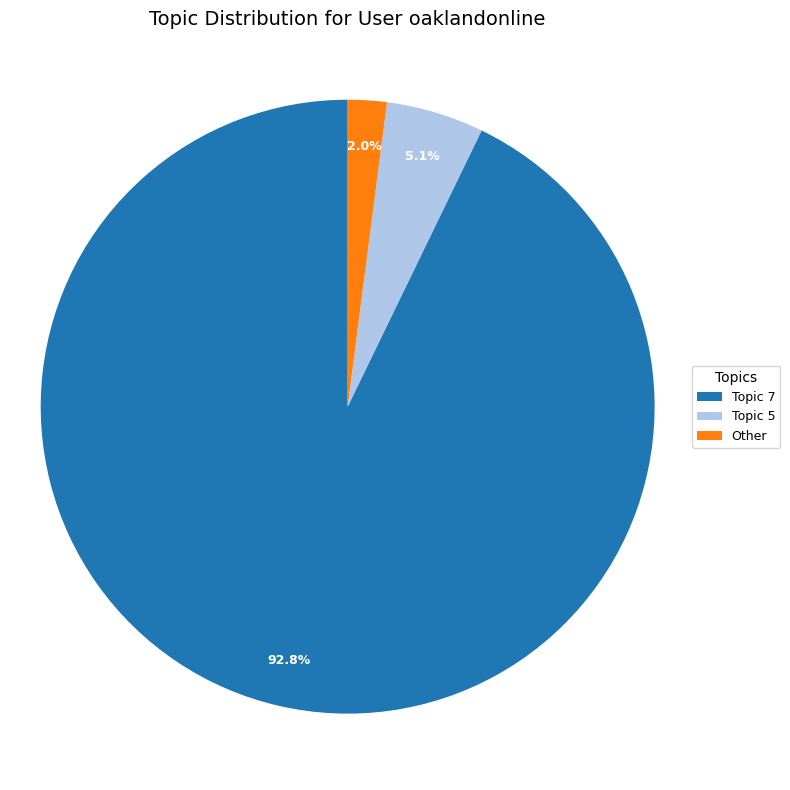 Topic Distribution for User oaklandonline
2.0%
5.1%
Topics
Topic 7
Topic 5
Other
92.8%